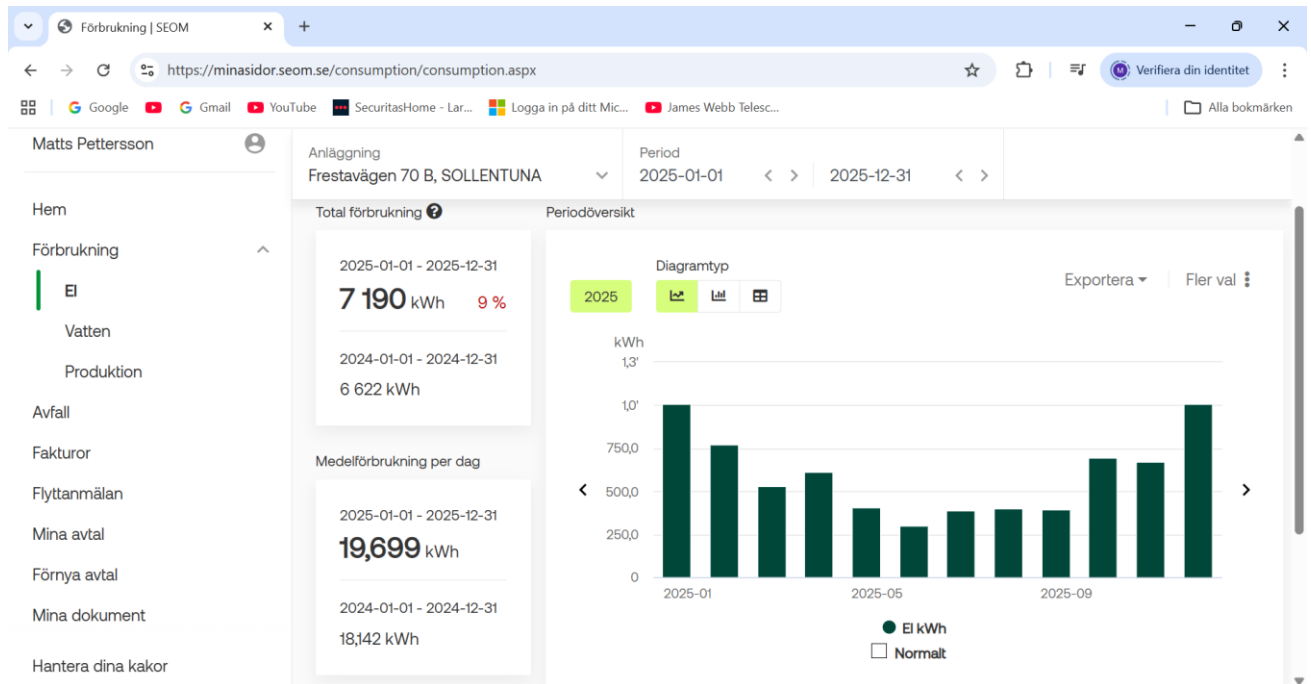 Förbrukning | SEOM
https://minasidor.seom.se/consumption/consumption.aspx
Verifiera din identitet
Google
Gmail
YouTube
SecuritasHome - Lar...
Logga in på ditt Mic...
James Webb Telesc...
Alla bokmärken
Matts Pettersson
Hem
Förbrukning
El
Vatten
Produktion
Avfall
Fakturor
Flyttanmälan
Mina avtal
Förnya avtal
Mina dokument
Hantera dina kakor
Anläggning
Frestavägen 70 B, SOLLENTUNA
Period
2025-01-01 < > 2025-12-31 < >
Total förbrukning ?
2025-01-01 - 2025-12-31
7 190 kWh 9 %
2024-01-01 - 2024-12-31
6 622 kWh
Medelförbrukning per dag
2025-01-01 - 2025-12-31
19,699 kWh
2024-01-01 - 2024-12-31
18,142 kWh
Periodöversikt
Diagramtyp
2025
Exportera
Fler val
kWh
1,3'
1,0'
750,0
500,0
250,0
0
2025-01 2025-05 2025-09
El kWh
Normalt